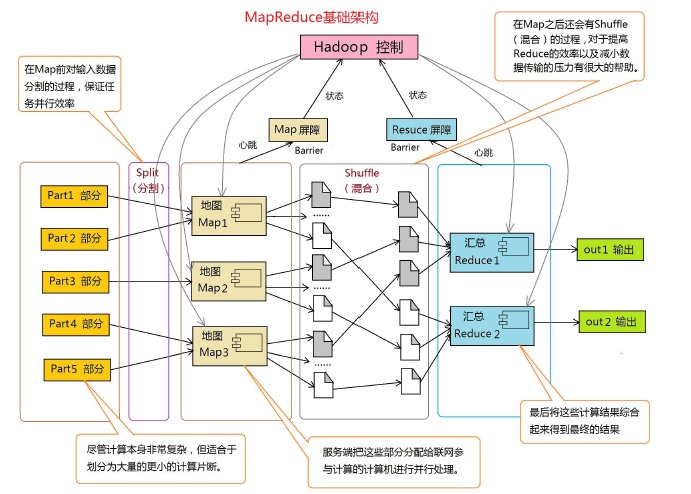 MapReduce基础架构
Hadoop 控制
在Map之后还会有Shuffle
（混合）的过程，对于提高
Reduce的效率以及减小数
据传输的压力有很大的帮助。
在Map前对输入数据
分割的过程，保证任
务并行效率
状态
状态
Map 屏障
Resuce 屏障
心跳
Barrier
Barrier
心跳
Split
（分割）
Shuffle
（混合）
Part1 部分
Part2 部分
Part3 部分
Part4 部分
Part5 部分
地图
Map1
地图
Map2
地图
Map3
......
......
......
汇总
Reduce1
汇总
Reduce 2
out1 输出
out2 输出
尽管计算本身非常复杂，但适合于
划分为大量的更小的计算片断。
服务端把这些部分分配给联网参
与计算的计算机进行并行处理。
最后将这些计算结果综合
起来得到最终的结果